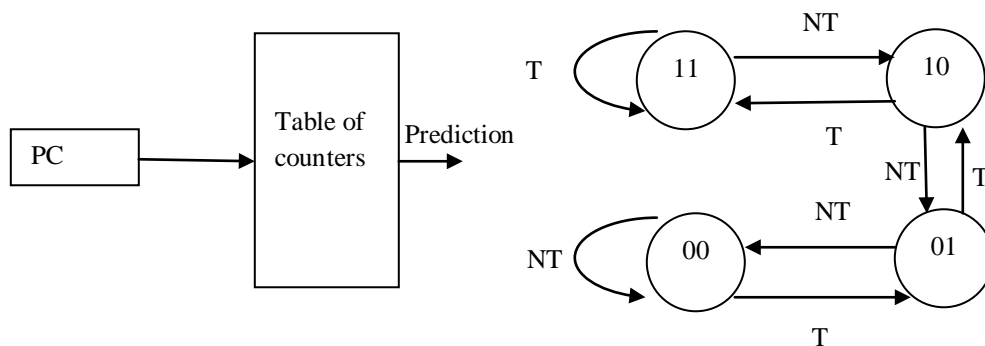 PC
Table of
counters
Prediction
T
11
NT
10
T
NT
T
NT
00
NT
01
T